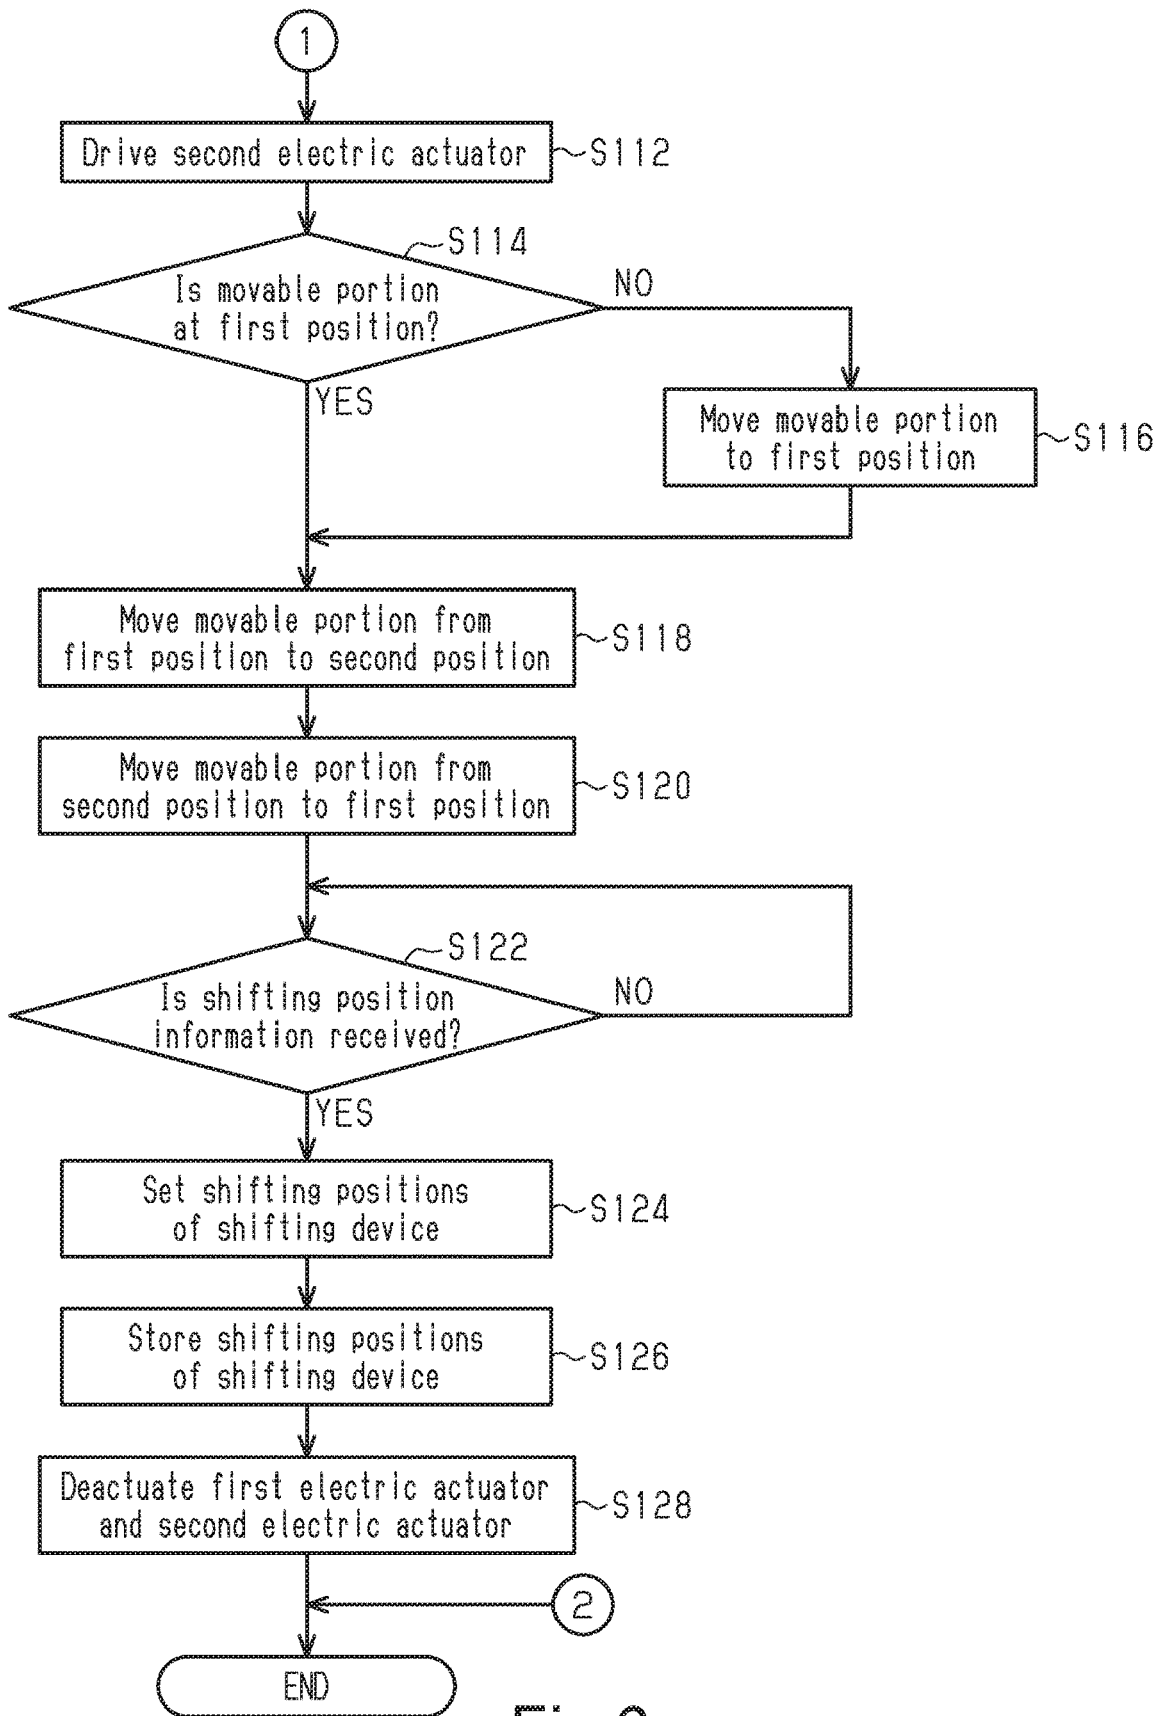 1
Drive second electric actuator
S112
S114
Is movable portion
at first position?
NO
YES
Move movable portion
to first position
S116
Move movable portion from
first position to second position
S118
Move movable portion from
second position to first position
S120
S122
Is shifting position
information received?
NO
YES
Set shifting positions
of shifting device
S124
Store shifting positions
of shifting device
S126
Deactuate first electric actuator
and second electric actuator
S128
2
END